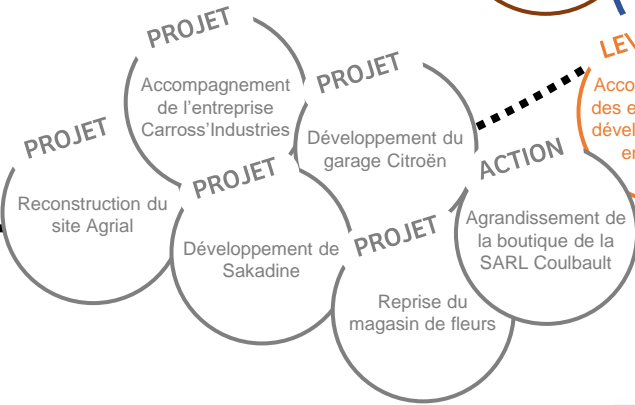 PROJET
Accompagnement
de l'entreprise
Carross'Industries
PROJET
Développement du
garage Citroën
PROJET
Reconstruction du
site Agrial
PROJET
Développement de
Sakadine
PROJET
Reprise du
magasin de fleurs
ACTION
Agrandissement de
la boutique de la
SARL Coulbault